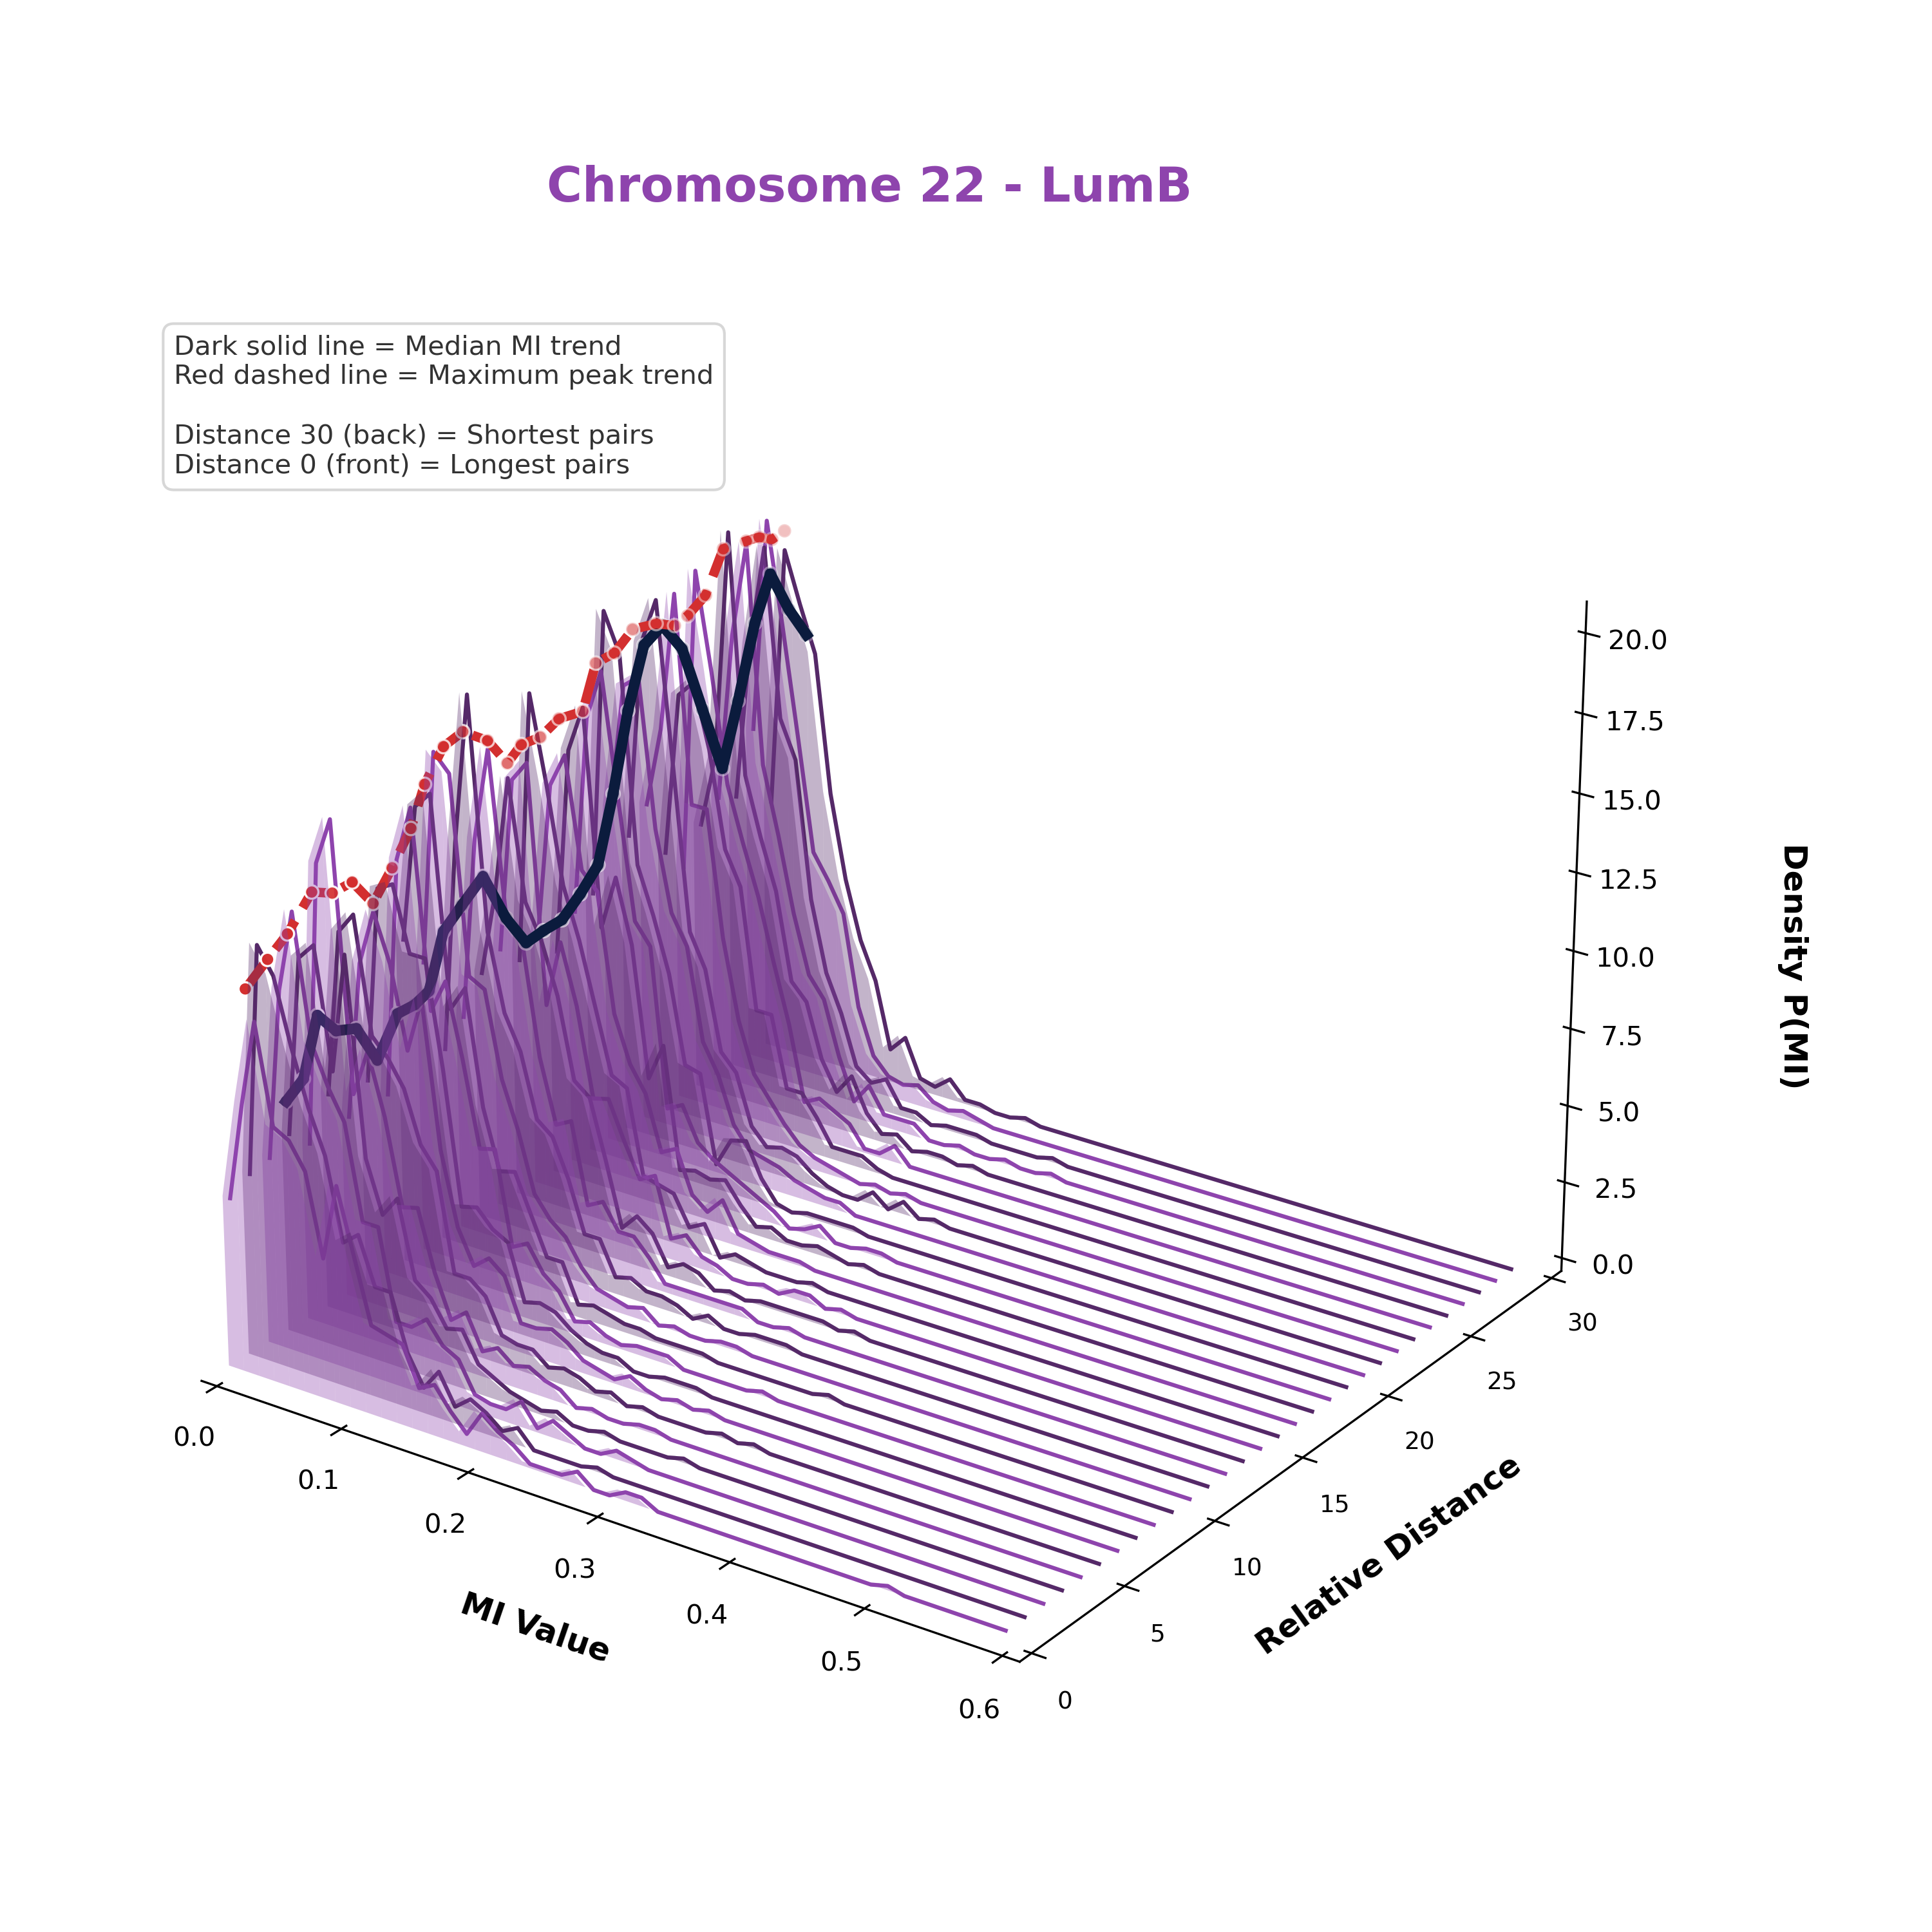 Chromosome 22 - LumB
Dark solid line = Median MI trend
Red dashed line = Maximum peak trend
Distance 30 (back) = Shortest pairs
Distance 0 (front) = Longest pairs
20.0
17.5
15.0
12.5
10.0
7.5
5.0
2.5
0.0
Density P(MI)
30
25
20
15
10
5
0
Relative Distance
0.0
0.1
0.2
0.3
0.4
0.5
0.6
MI Value